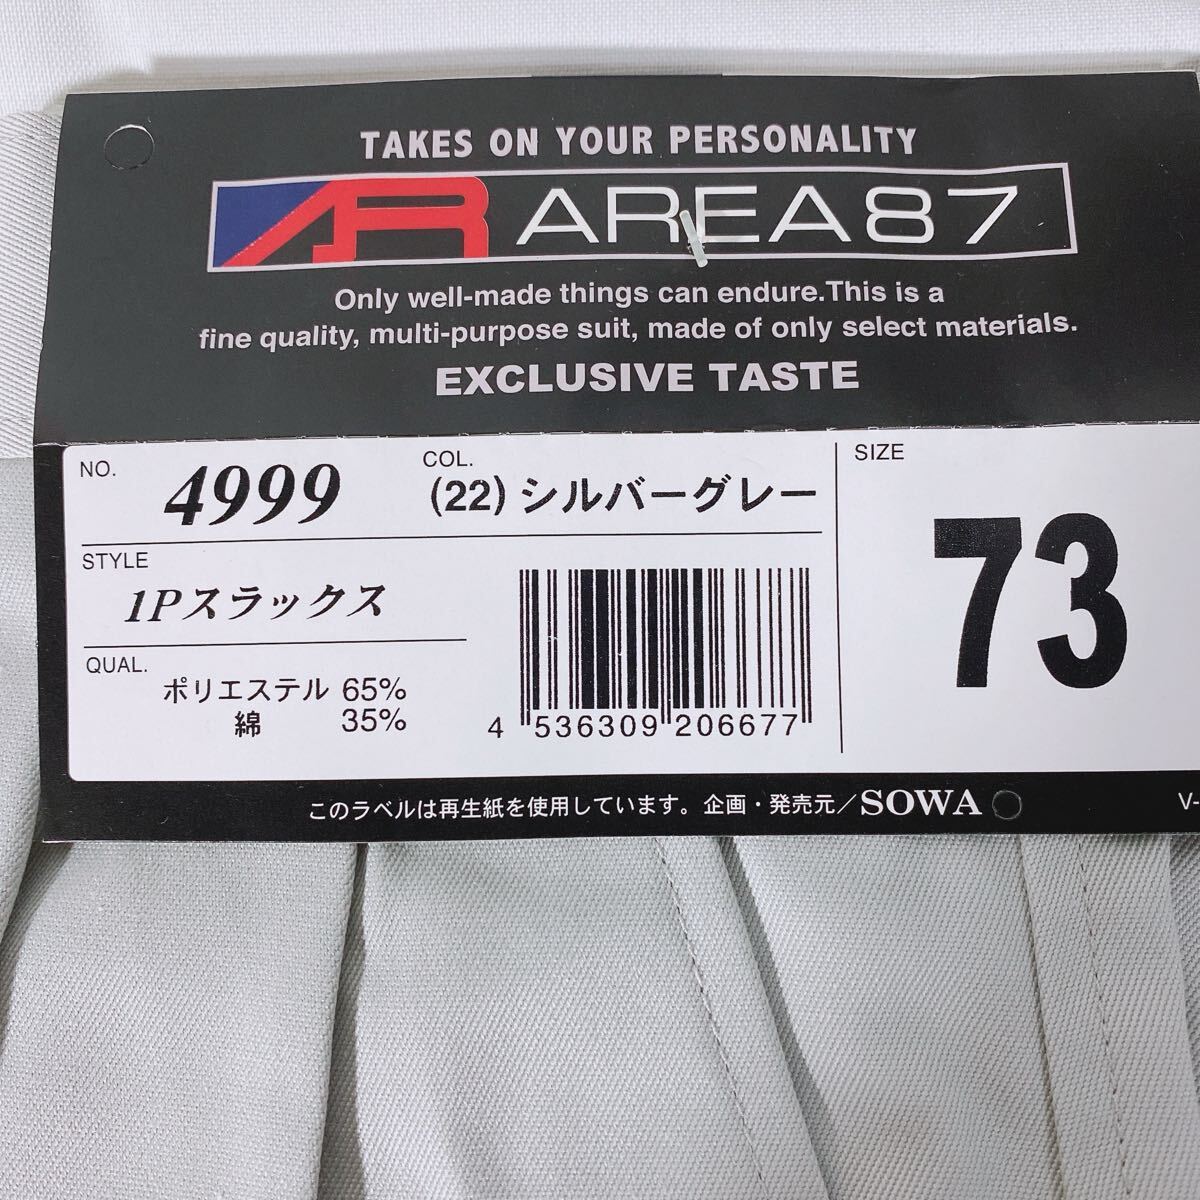 TAKES ON YOUR PERSONALITY
AR AREA87
Only well-made things can endure.This is a
fine quality, multi-purpose suit, made of only select materials.
EXCLUSIVE TASTE
NO. 4999
COL. (22) シルバーグレー
SIZE
73
STYLE
1Pスラックス
QUAL.
ポリエステル 65%
綿 35%
4 536309 206677
このラベルは再生紙を使用しています。企画・発売元/SOWA
V-